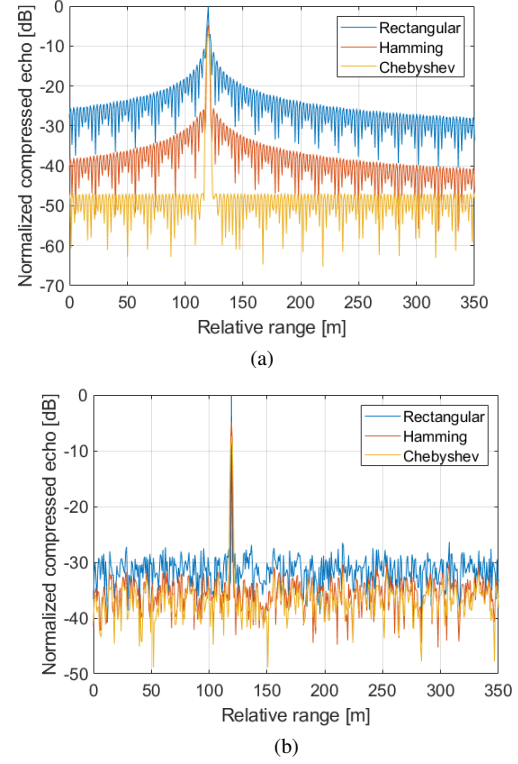 0
-10
-20
-30
-40
-50
-60
-70
Normalized compressed echo [dB]
Rectangular
Hamming
Chebyshev
0 50 100 150 200 250 300 350
Relative range [m]
(a)
0
-10
-20
-30
-40
-50
Normalized compressed echo [dB]
Rectangular
Hamming
Chebyshev
0 50 100 150 200 250 300 350
Relative range [m]
(b)